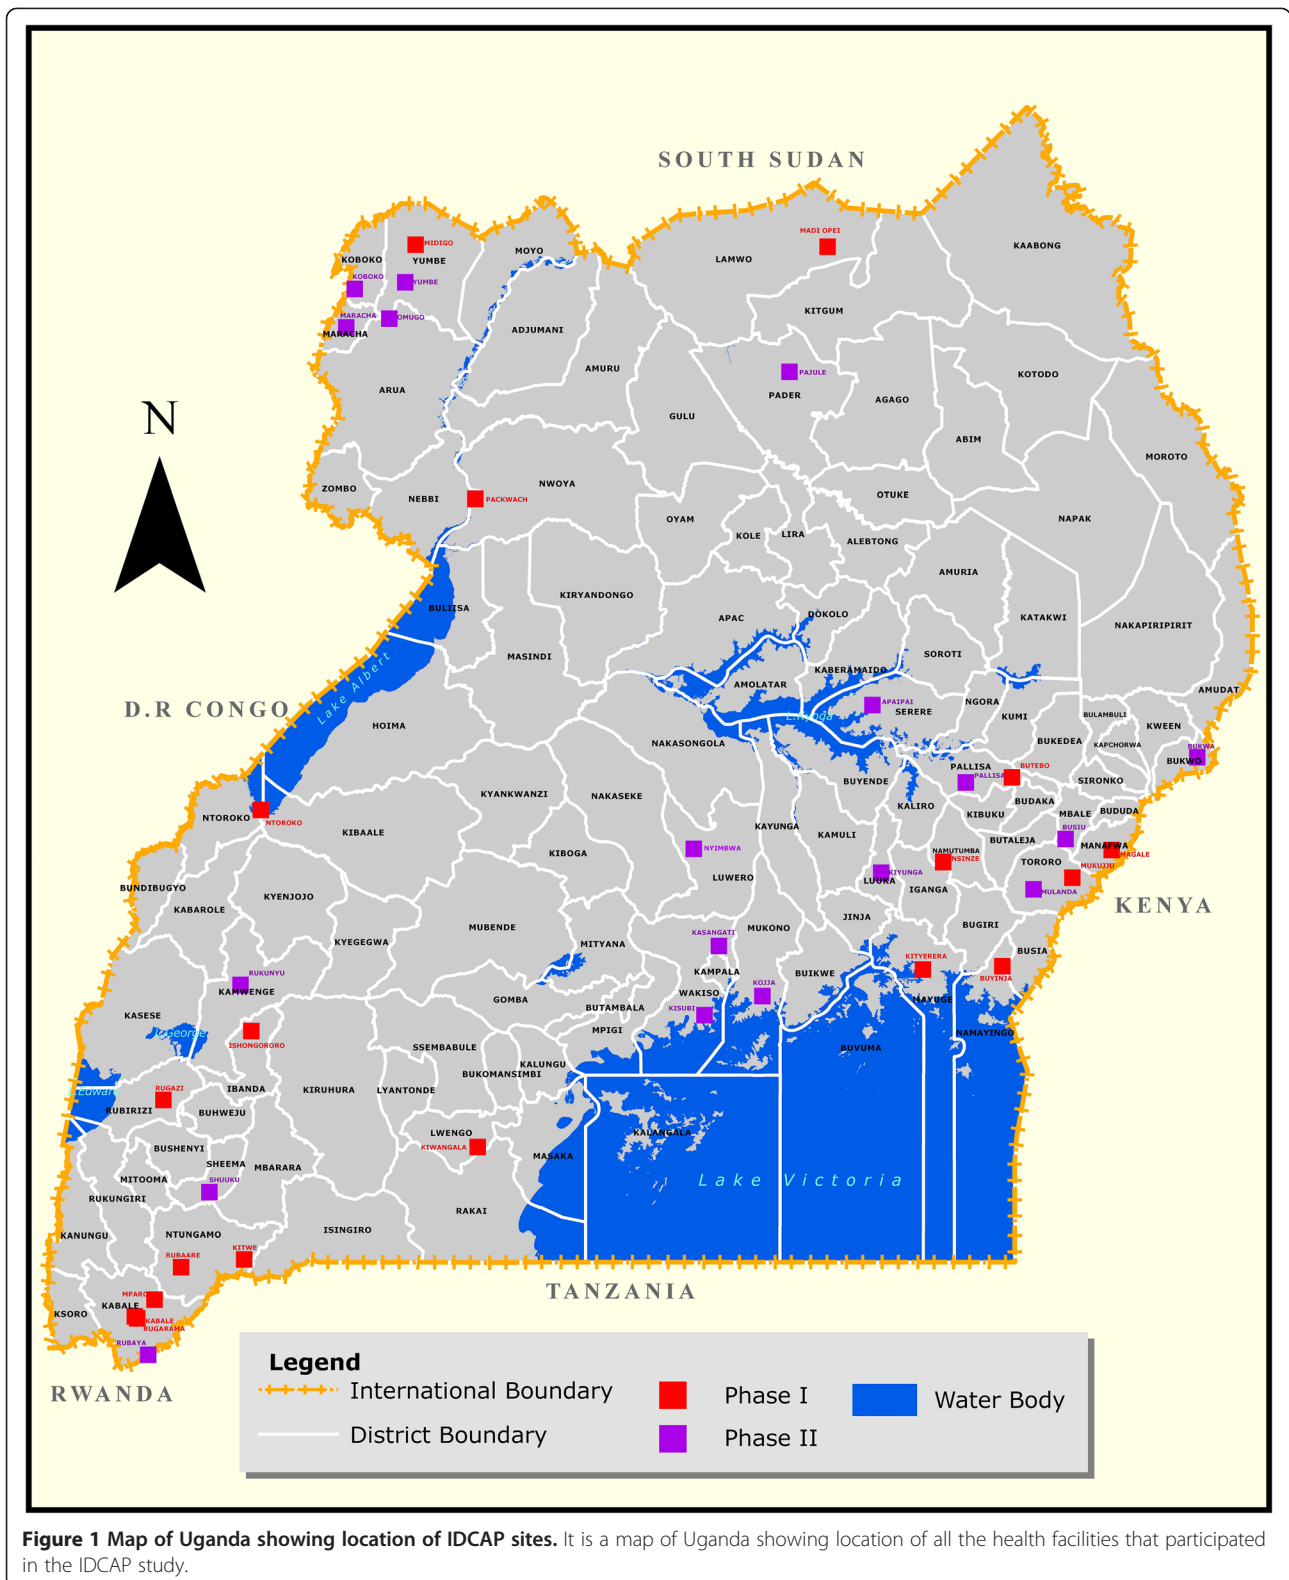 SOUTH SUDAN
MADI OPEI
KAABONG
LAMWO
MIDIGO
MOYO
KOBOKO
YUMBE
KOBOKO
YUMBE
KITGUM
MARACHA
OMUGO
MARACHA
ADJUMANI
AMURU
PAJULE
KOTODO
ARUA
PADER
AGAGO
N
GULU
ABIM
MOROTO
ZOMBO
NEBBI
PACKWACH
NWOYA
OTUKE
OYAM
NAPAK
KOLE
LIRA
ALEBTONG
AMURIA
KIRYANDONGO
BULIISA
APAC
DOKOLO
KATAKWI
NAKAPIRIPIRIT
MASINDI
SOROTI
KABERAMAIDO
AMOLATAR
AMUDAT
Lake Albert
D.R CONGO
HOIMA
APAIPAI
SERERE
NGORA
KUMI
BULAMBULI
KWEEN
L.Kyoga
NAKASONGOLA
BUKEDEA
KAPCHORWA
BUKWA
BUKWO
PALLISA
BUTEBO
PALLISA
BUYENDE
SIRONKO
KYANKWANZI
NAKASEKE
KALIRO
BUDAKA
KIBUKU
MBALE
BUDUDA
NTOROKO
NTOROKO
KIBAALE
KAYUNGA
KAMULI
BUSIU
BUTALEJA
MANAFWA
MAGALE
KIBOGA
NYIMBWA
NAMUTUMBA
NSINZE
TORORO
MUKUJJU
KIYUNGA
LUUKA
LUWERO
IGANGA
MULANDA
BUNDIBUGYO
KYENJOJO
KABAROLE
KENYA
JINJA
BUGIRI
MUBENDE
KASANGATI
MUKONO
KYEGEGWA
MITYANA
BUSIA
KITYERERA
RUKUNYU
KAMWENGE
KAMPALA
BUIKWE
BUYINJA
KOJJA
WAKISO
GOMBA
BUTAMBALA
KISUBI
MAYUGE
KASESE
L.George
MPIGI
NAMAYINGO
ISHONGORORO
SSEMBABULE
BUVUMA
KALUNGU
BUKOMANSIMBI
RUGAZI
IBANDA
KIRUHURA
LYANTONDE
RUBIRIZI
BUHWEJU
LWENGO
KALANGALA
BUSHENYI
KIWANGALA
MASAKA
SHEEMA
MBARARA
MITOOMA
SHUUKU
Lake Victoria
RUKUNGIRI
RAKAI
ISINGIRO
KANUNGU
NTUNGAMO
KITWE
RUBAARE
TANZANIA
KABALE
KSORO
KABALE
RUGARAMA
RUBAYA
RWANDA
Legend
International Boundary
Phase I
Water Body
District Boundary
Phase II
Figure 1 Map of Uganda showing location of IDCAP sites. It is a map of Uganda showing location of all the health facilities that participated
in the IDCAP study.